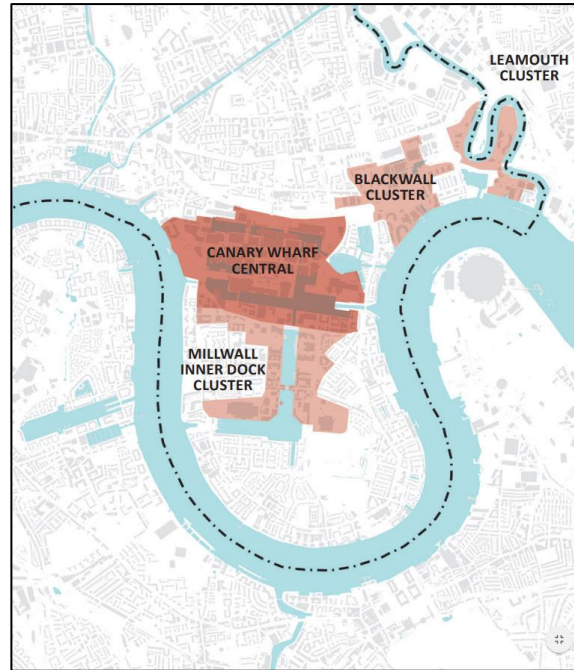 LEAMOUTH
CLUSTER
BLACKWALL
CLUSTER
CANARY WHARF
CENTRAL
MILLWALL
INNER DOCK
CLUSTER